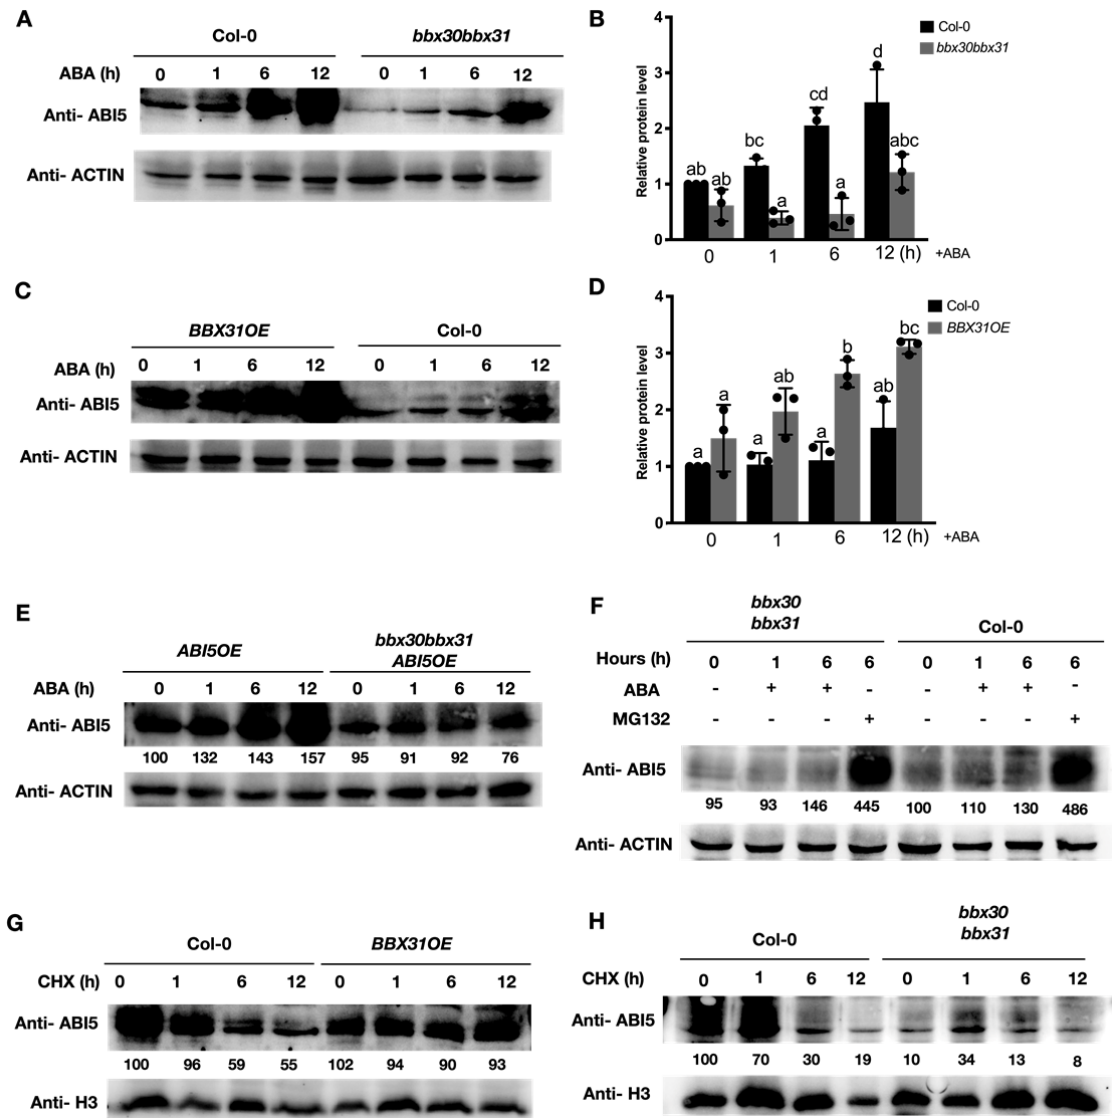 A
Col-0 bbx30bbx31
ABA (h) 0 1 6 12 0 1 6 12
Anti- ABI5
Anti- ACTIN
B
Col-0
bbx30bbx31
Relative protein level
4
3
2
1
0
ab ab bc a cd a d abc
0 1 6 12 (h) +ABA
C
BBX31OE Col-0
ABA (h) 0 1 6 12 0 1 6 12
Anti- ABI5
Anti- ACTIN
D
Col-0
BBX31OE
Relative protein level
4
3
2
1
0
a a a ab a b ab bc
0 1 6 12 (h) +ABA
E
ABI5OE bbx30bbx31
ABI5OE
ABA (h) 0 1 6 12 0 1 6 12
Anti- ABI5
100 132 143 157 95 91 92 76
Anti- ACTIN
F
bbx30
bbx31 Col-0
Hours (h) 0 1 6 6 0 1 6 6
ABA - + + - - + + -
MG132 - - - + - - - +
Anti- ABI5
95 93 146 445 100 110 130 486
Anti- ACTIN
G
Col-0 BBX31OE
CHX (h) 0 1 6 12 0 1 6 12
Anti- ABI5
100 96 59 55 102 94 90 93
Anti- H3
H
Col-0 bbx30
bbx31
CHX (h) 0 1 6 12 0 1 6 12
Anti- ABI5
100 70 30 19 10 34 13 8
Anti- H3